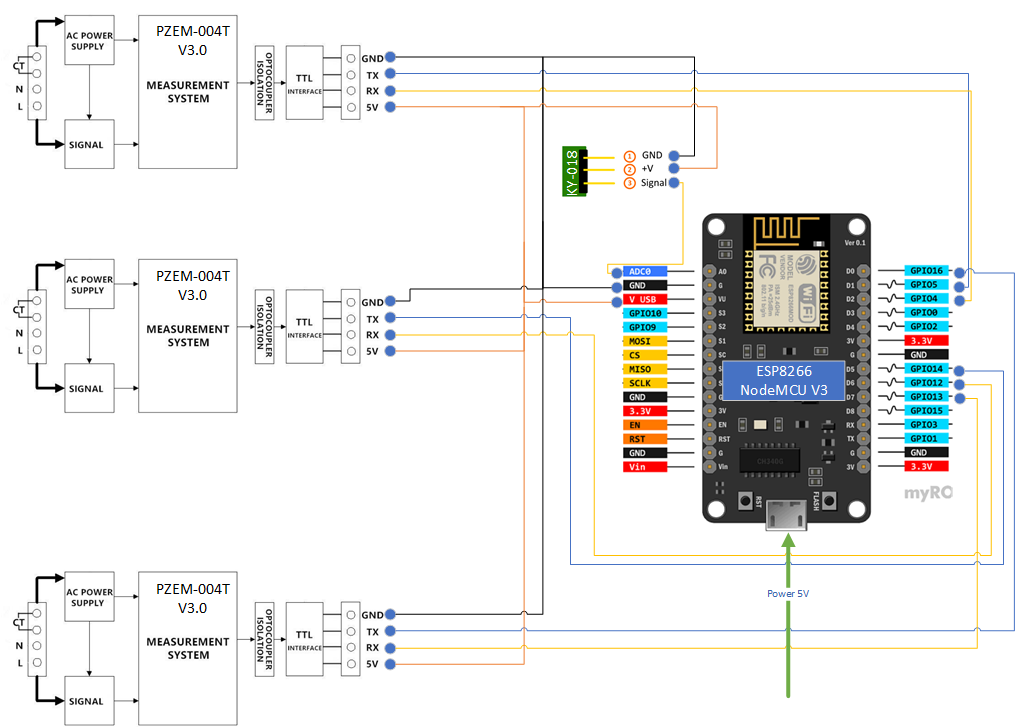 AC POWER
SUPPLY
CT
N
L
SIGNAL
PZEM-004T
V3.0
MEASUREMENT
SYSTEM
OPTOCOUPLER
ISOLATION
TTL
INTERFACE
GND
TX
RX
5V
KY-018
1 GND
2 +V
3 Signal
AC POWER
SUPPLY
CT
N
L
SIGNAL
PZEM-004T
V3.0
MEASUREMENT
SYSTEM
OPTOCOUPLER
ISOLATION
TTL
INTERFACE
GND
TX
RX
5V
AC POWER
SUPPLY
CT
N
L
SIGNAL
PZEM-004T
V3.0
MEASUREMENT
SYSTEM
OPTOCOUPLER
ISOLATION
TTL
INTERFACE
GND
TX
RX
5V
ADC0
GND
V USB
GPIO10
GPIO9
MOSI
CS
MISO
SCLK
GND
3.3V
EN
RST
GND
Vin
A0
G
VU
S3
S2
S1
SC
S
S
G
3V
EN
RST
G
Vin
Ver 0.1
MODEL
VENDOR
ESP8266MOD
FC
WiFi
ESP8266
NodeMCU V3
RST
FLASH
D0
D1
D2
D3
D4
3V
G
D5
D6
D7
D8
RX
TX
G
3V
GPIO16
GPIO5
GPIO4
GPIO0
GPIO2
3.3V
GND
GPIO14
GPIO12
GPIO13
GPIO15
GPIO3
GPIO1
GND
3.3V
myRO
Power 5V